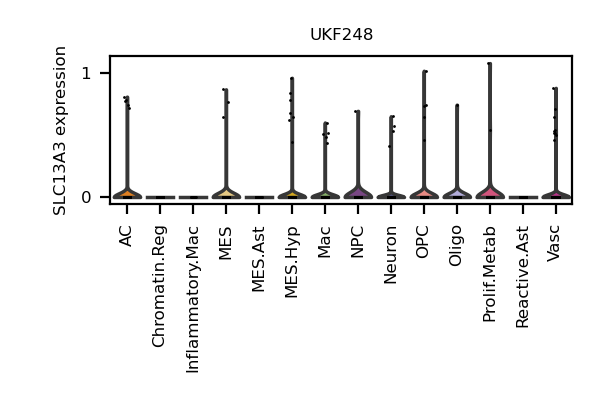 UKF248
SLC13A3 expression
1
0
AC
Chromatin.Reg
Inflammatory.Mac
MES
MES.Ast
MES.Hyp
Mac
NPC
Neuron
OPC
Oligo
Prolif.Metab
Reactive.Ast
Vasc